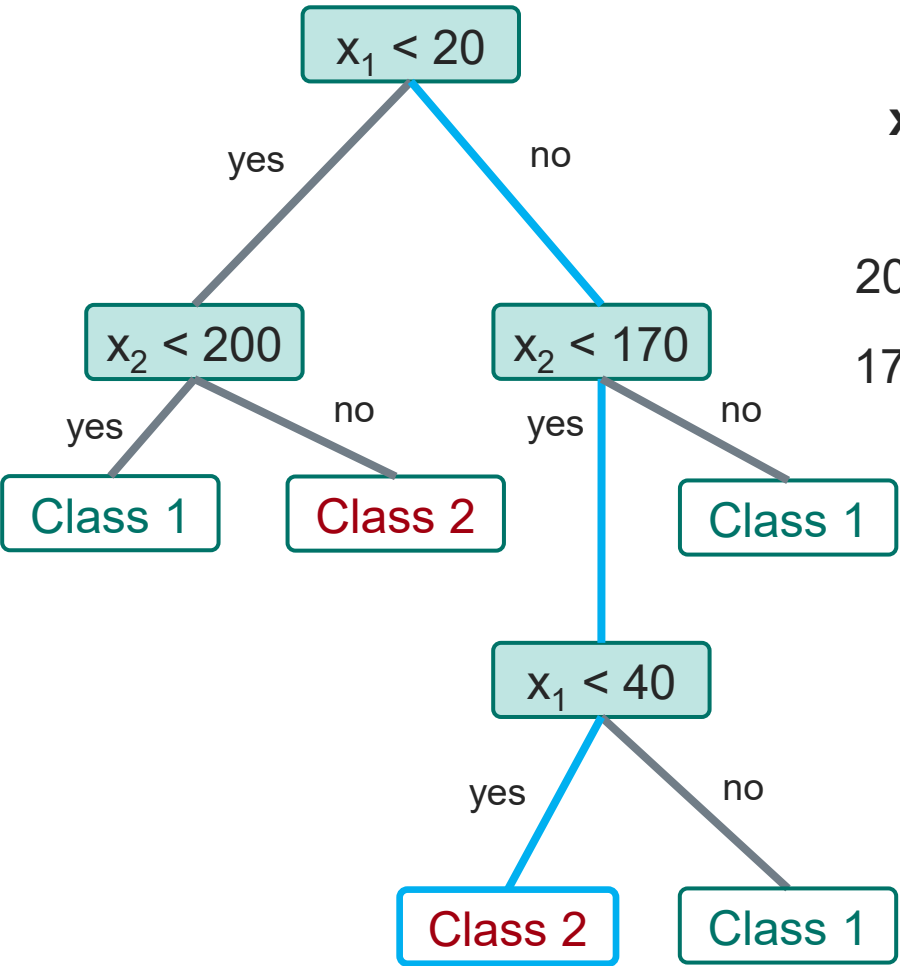 x₁ < 20
yes
no
x₂ < 200
x₂ < 170
yes
no
yes
no
Class 1
Class 2
Class 1
x₁ < 40
yes
no
Class 2
Class 1